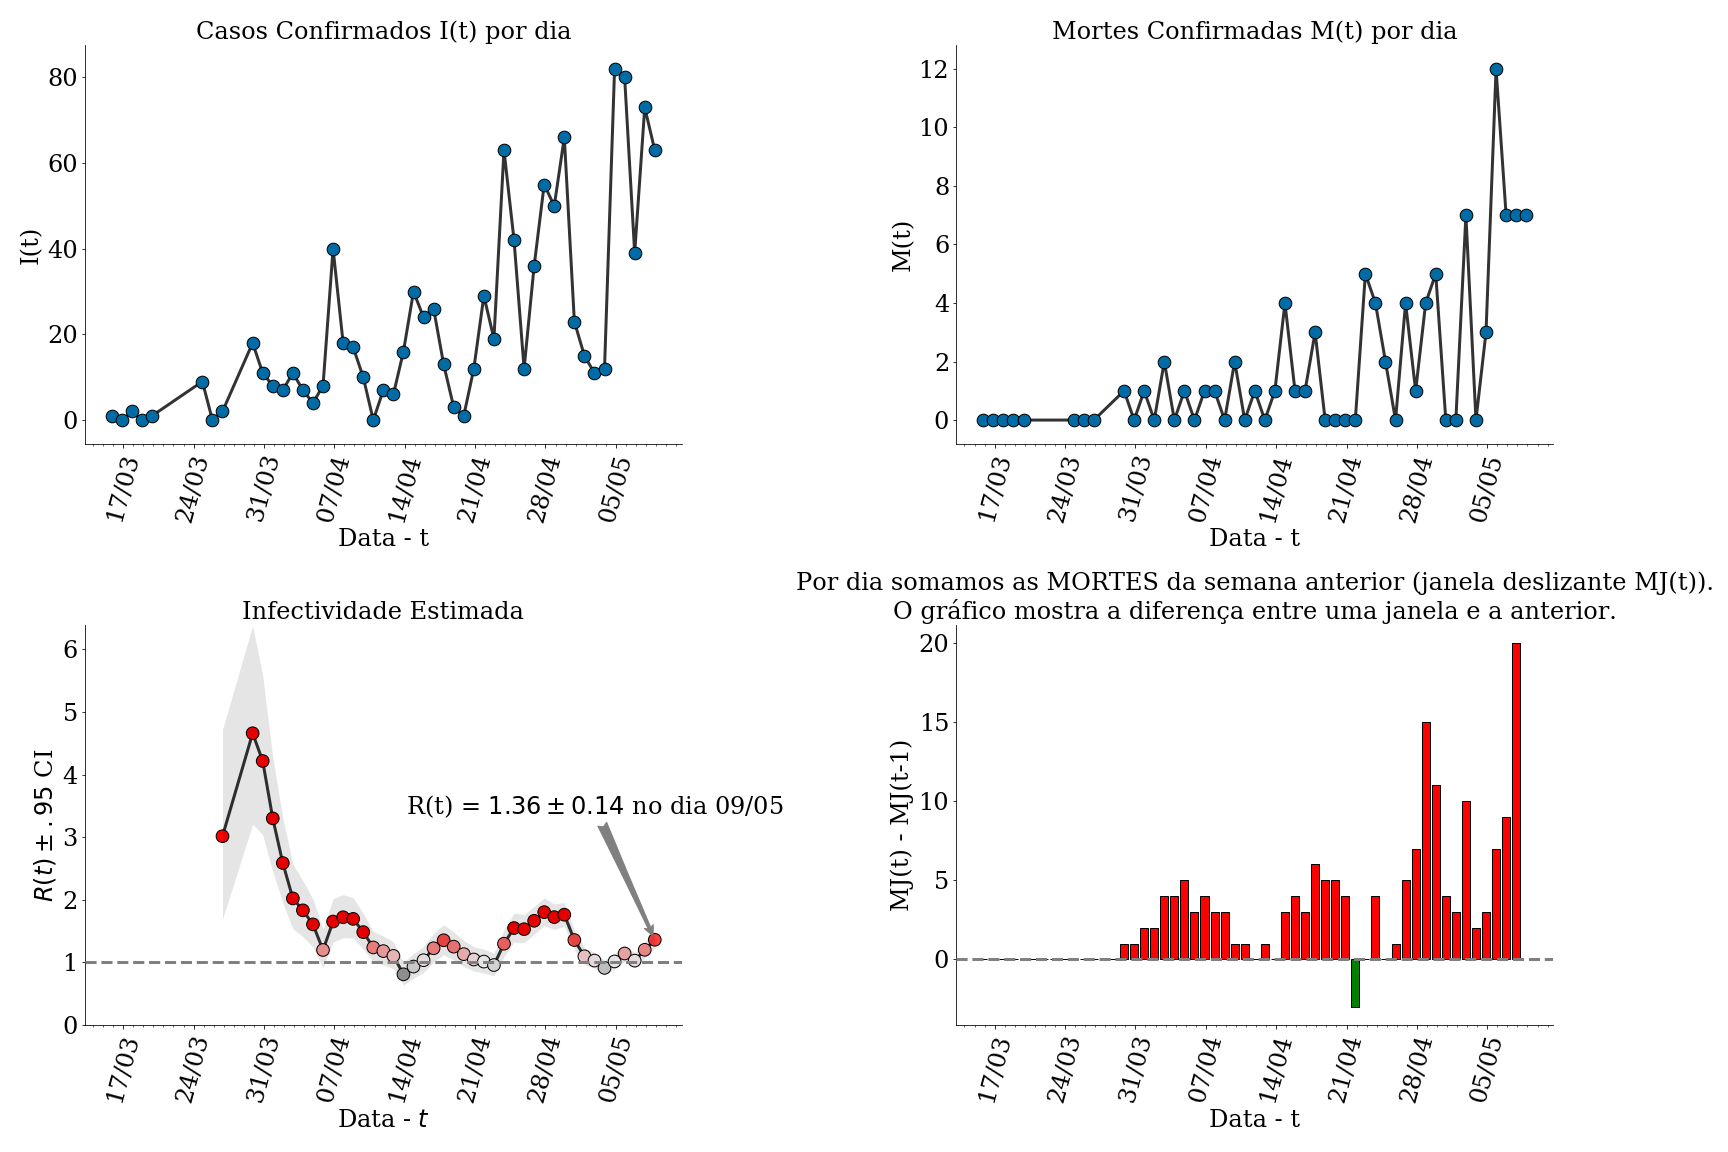 Casos Confirmados I(t) por dia
I(t)
80
60
40
20
0
17/03 24/03 31/03 07/04 14/04 21/04 28/04 05/05
Data - t
Mortes Confirmadas M(t) por dia
M(t)
12
10
8
6
4
2
0
17/03 24/03 31/03 07/04 14/04 21/04 28/04 05/05
Data - t
Infectividade Estimada
R(t) ± .95 CI
6
5
4
3
2
1
0
R(t) = 1.36 ± 0.14 no dia 09/05
17/03 24/03 31/03 07/04 14/04 21/04 28/04 05/05
Data - t
Por dia somamos as MORTES da semana anterior (janela deslizante MJ(t)).
O gráfico mostra a diferença entre uma janela e a anterior.
MJ(t) - MJ(t-1)
20
15
10
5
0
17/03 24/03 31/03 07/04 14/04 21/04 28/04 05/05
Data - t